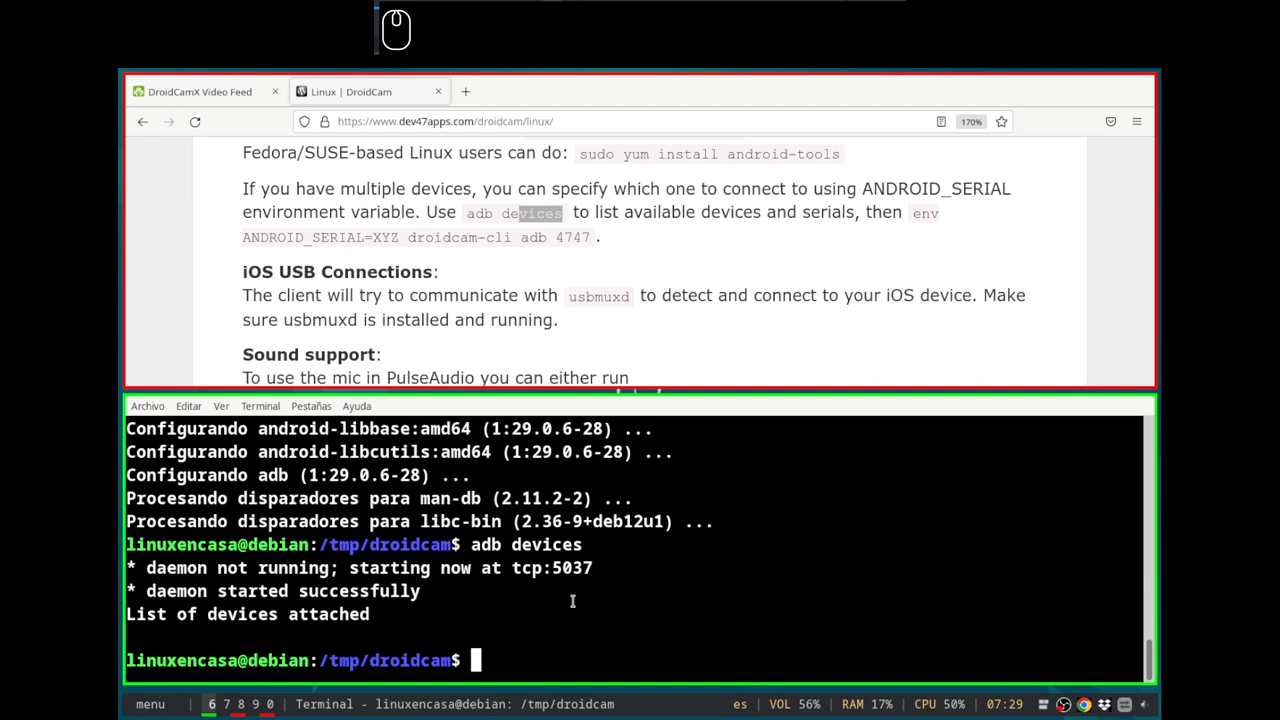 DroidCamX Video Feed
Linux | DroidCam
https://www.dev47apps.com/droidcam/linux/
170%
Fedora/SUSE-based Linux users can do: sudo yum install android-tools
If you have multiple devices, you can specify which one to connect to using ANDROID_SERIAL
environment variable. Use adb devices to list available devices and serials, then env
ANDROID_SERIAL=XYZ droidcam-cli adb 4747.
iOS USB Connections:
The client will try to communicate with usbmuxd to detect and connect to your iOS device. Make
sure usbmuxd is installed and running.
Sound support:
To use the mic in PulseAudio you can either run
Archivo Editar Ver Terminal Pestañas Ayuda
Configurando android-libbase:amd64 (1:29.0.6-28) ...
Configurando android-libcutils:amd64 (1:29.0.6-28) ...
Configurando adb (1:29.0.6-28) ...
Procesando disparadores para man-db (2.11.2-2) ...
Procesando disparadores para libc-bin (2.36-9+deb12u1) ...
linuxencasa@debian:/tmp/droidcam$ adb devices
* daemon not running; starting now at tcp:5037
* daemon started successfully
List of devices attached
linuxencasa@debian:/tmp/droidcam$
menu | 6 7 8 9 0 | Terminal - linuxencasa@debian: /tmp/droidcam es | VOL 56% | RAM 17% | CPU 50% | 07:29